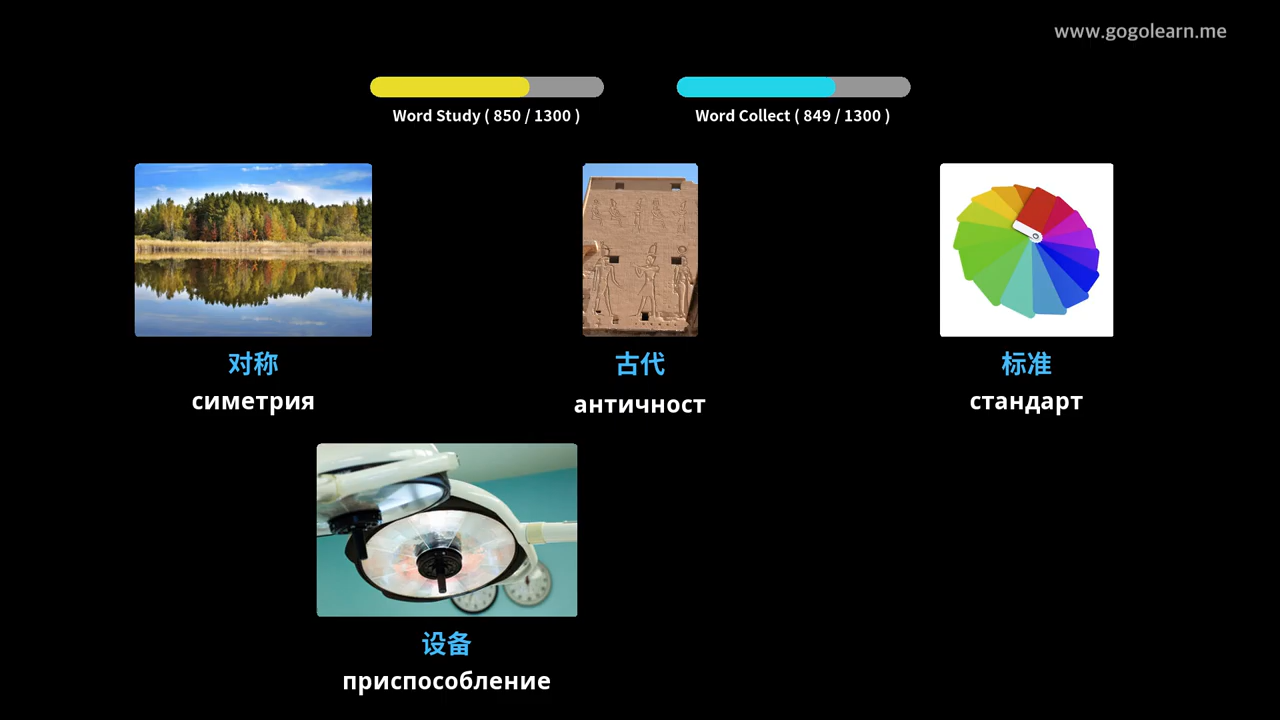 www.gogolearn.me
Word Study ( 850 / 1300 )
Word Collect ( 849 / 1300 )
对称
симетрия
古代
античност
标准
стандарт
设备
приспособление